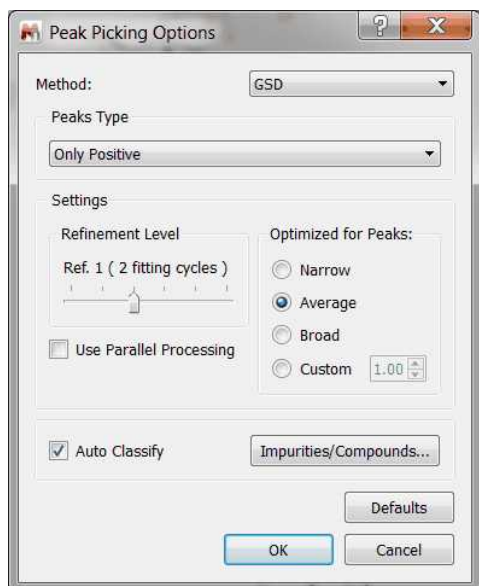 Peak Picking Options
Method:
GSD
Peaks Type
Only Positive
Settings
Refinement Level
Ref. 1 ( 2 fitting cycles )
Use Parallel Processing
Optimized for Peaks:
Narrow
Average
Broad
Custom
1.00
Auto Classify
Impurities/Compounds...
Defaults
OK
Cancel